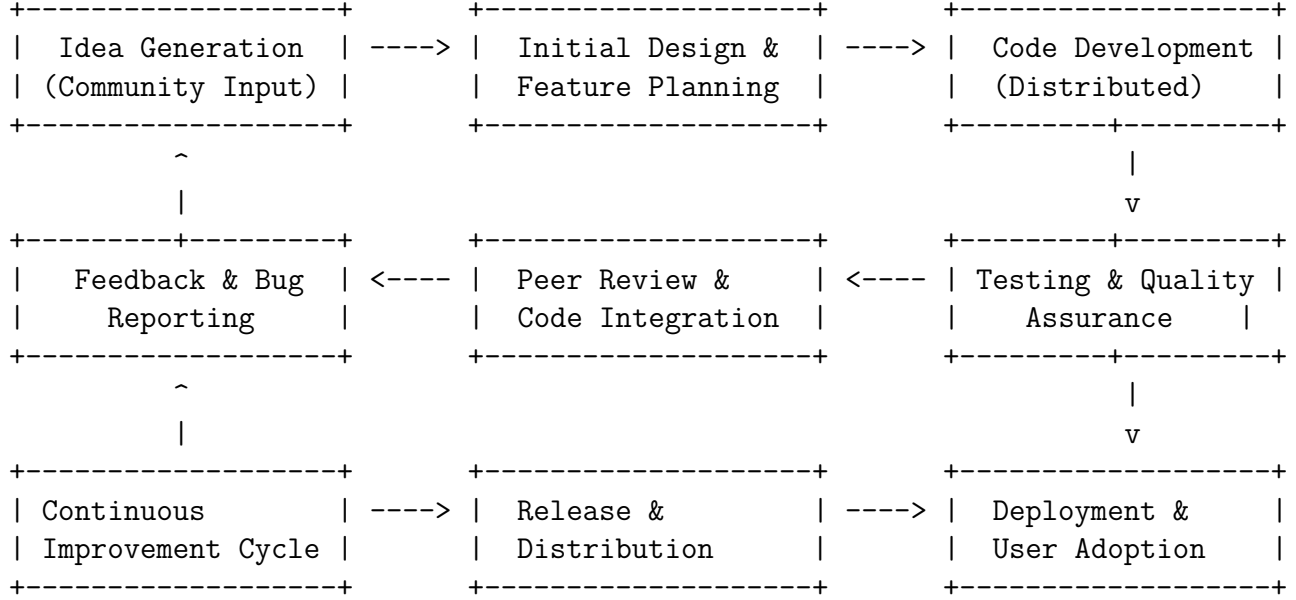 +-------------------+       +--------------------+       +-------------------+
|  Idea Generation  | ----> |  Initial Design &  | ----> |  Code Development |
| (Community Input) |       |  Feature Planning  |       |  (Distributed)    |
+-------------------+       +--------------------+       +---------+---------+
          ^                                                         |
          |                                                         v
+---------+---------+       +--------------------+       +---------+---------+
|   Feedback & Bug  | <---- |  Peer Review &     | <---- | Testing & Quality |
|     Reporting     |       |  Code Integration  |       |    Assurance    |
+-------------------+       +--------------------+       +---------+---------+
          ^                                                         |
          |                                                         v
+-------------------+       +--------------------+       +-------------------+
| Continuous        | ----> |  Release &         | ----> |  Deployment &     |
| Improvement Cycle |       |  Distribution      |       |  User Adoption    |
+-------------------+       +--------------------+       +-------------------+